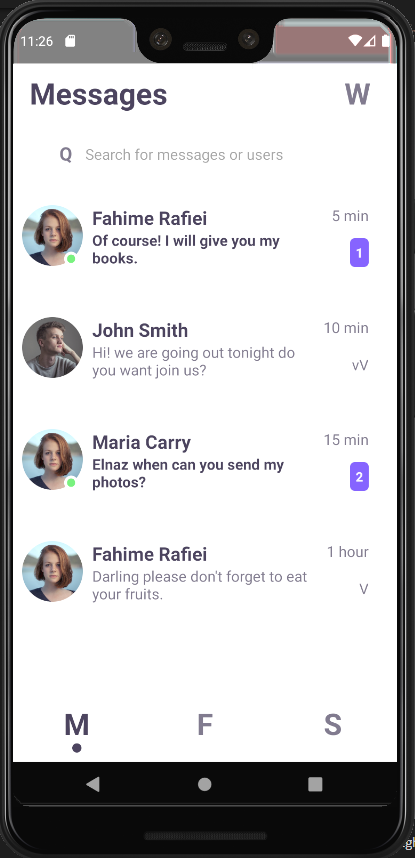 11:26
Messages W
Q Search for messages or users
Fahime Rafiei 5 min
Of course! I will give you my
books.
1
John Smith 10 min
Hi! we are going out tonight do
you want join us?
vV
Maria Carry 15 min
Elnaz when can you send my
photos?
2
Fahime Rafiei 1 hour
Darling please don't forget to eat
your fruits.
V
M F S